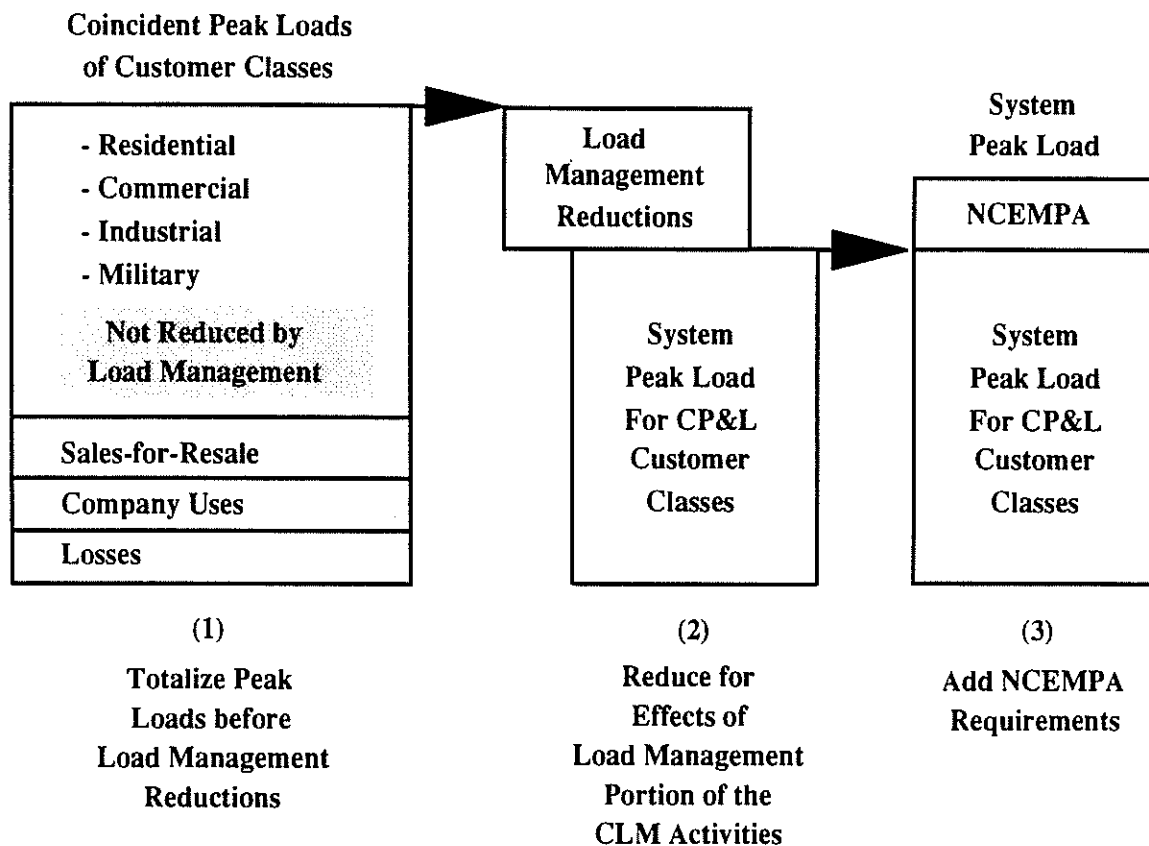 Coincident Peak Loads
of Customer Classes
- Residential
- Commercial
- Industrial
- Military
Not Reduced by
Load Management
Sales-for-Resale
Company Uses
Losses
(1)
Totalize Peak
Loads before
Load Management
Reductions
Load
Management
Reductions
System
Peak Load
For CP&L
Customer
Classes
(2)
Reduce for
Effects of
Load Management
Portion of the
CLM Activities
System
Peak Load
NCEMPA
System
Peak Load
For CP&L
Customer
Classes
(3)
Add NCEMPA
Requirements